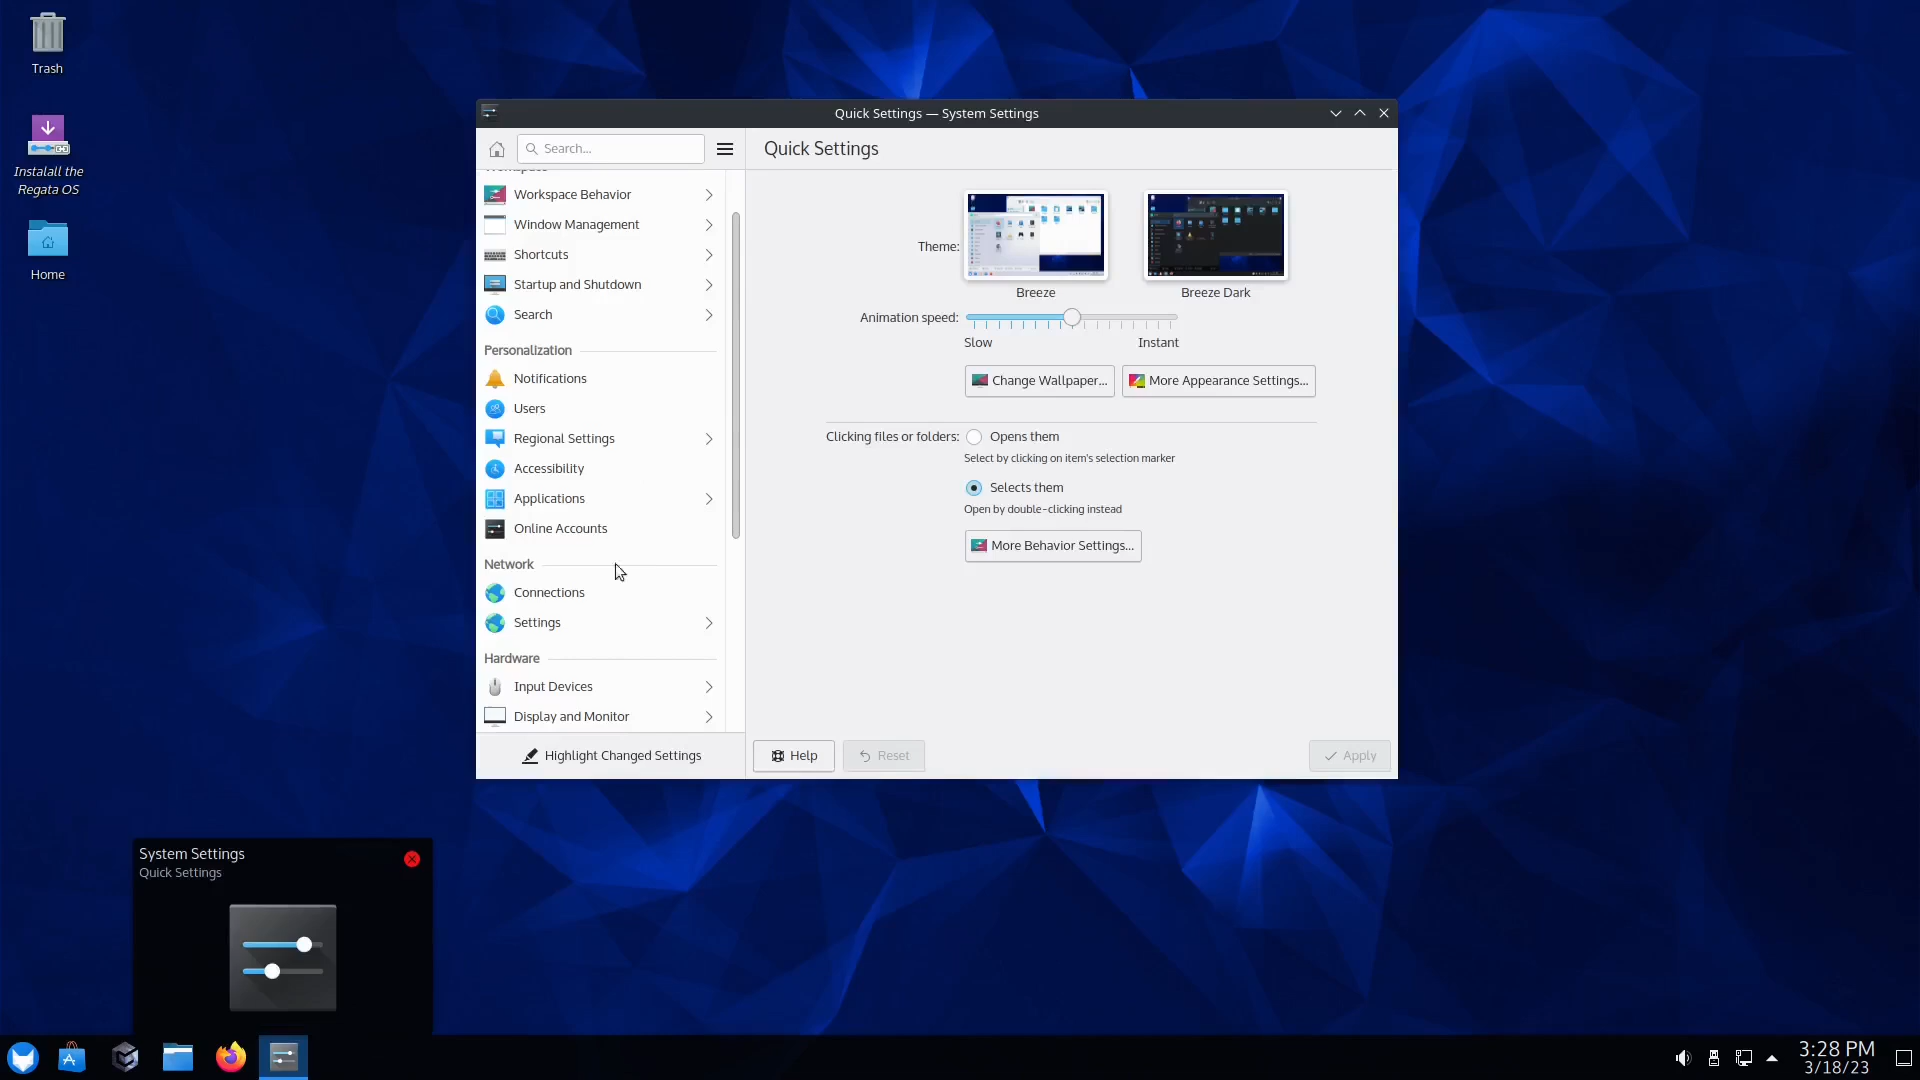 Trash
Instalall the
Regata OS
Home
Quick Settings — System Settings
Search...
Workspace
Workspace Behavior
Window Management
Shortcuts
Startup and Shutdown
Search
Personalization
Notifications
Users
Regional Settings
Accessibility
Applications
Online Accounts
Network
Connections
Settings
Hardware
Input Devices
Display and Monitor
Highlight Changed Settings
Quick Settings
Theme:
Breeze
Breeze Dark
Animation speed:
Slow
Instant
Change Wallpaper...
More Appearance Settings...
Clicking files or folders:
Opens them
Select by clicking on item's selection marker
Selects them
Open by double-clicking instead
More Behavior Settings...
Help
Reset
Apply
System Settings
Quick Settings
3:28 PM
3/18/23